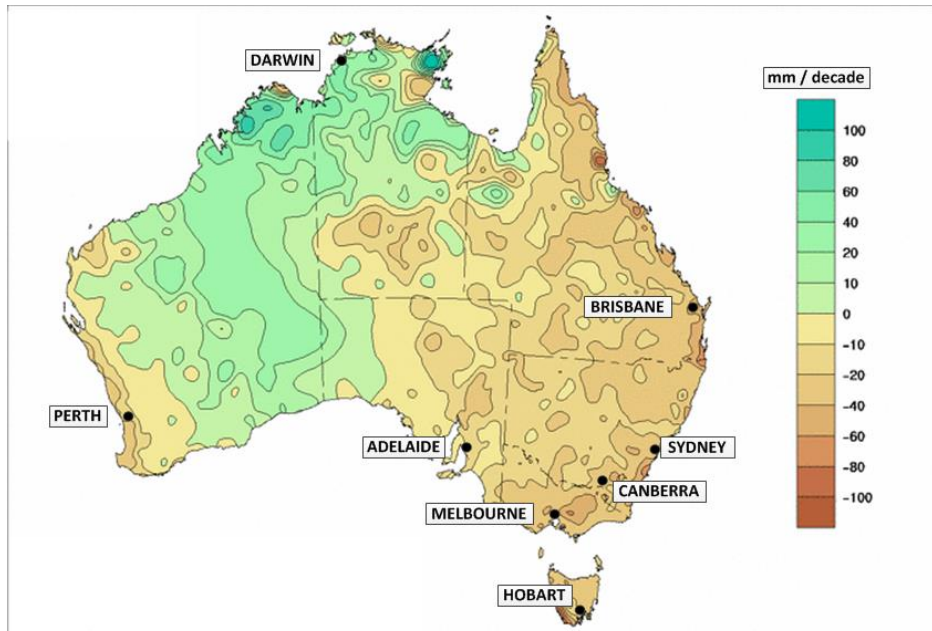 DARWIN
mm / decade
100
80
60
40
20
10
0
-10
-20
-40
-60
-80
-100
BRISBANE
PERTH
ADELAIDE
SYDNEY
CANBERRA
MELBOURNE
HOBART